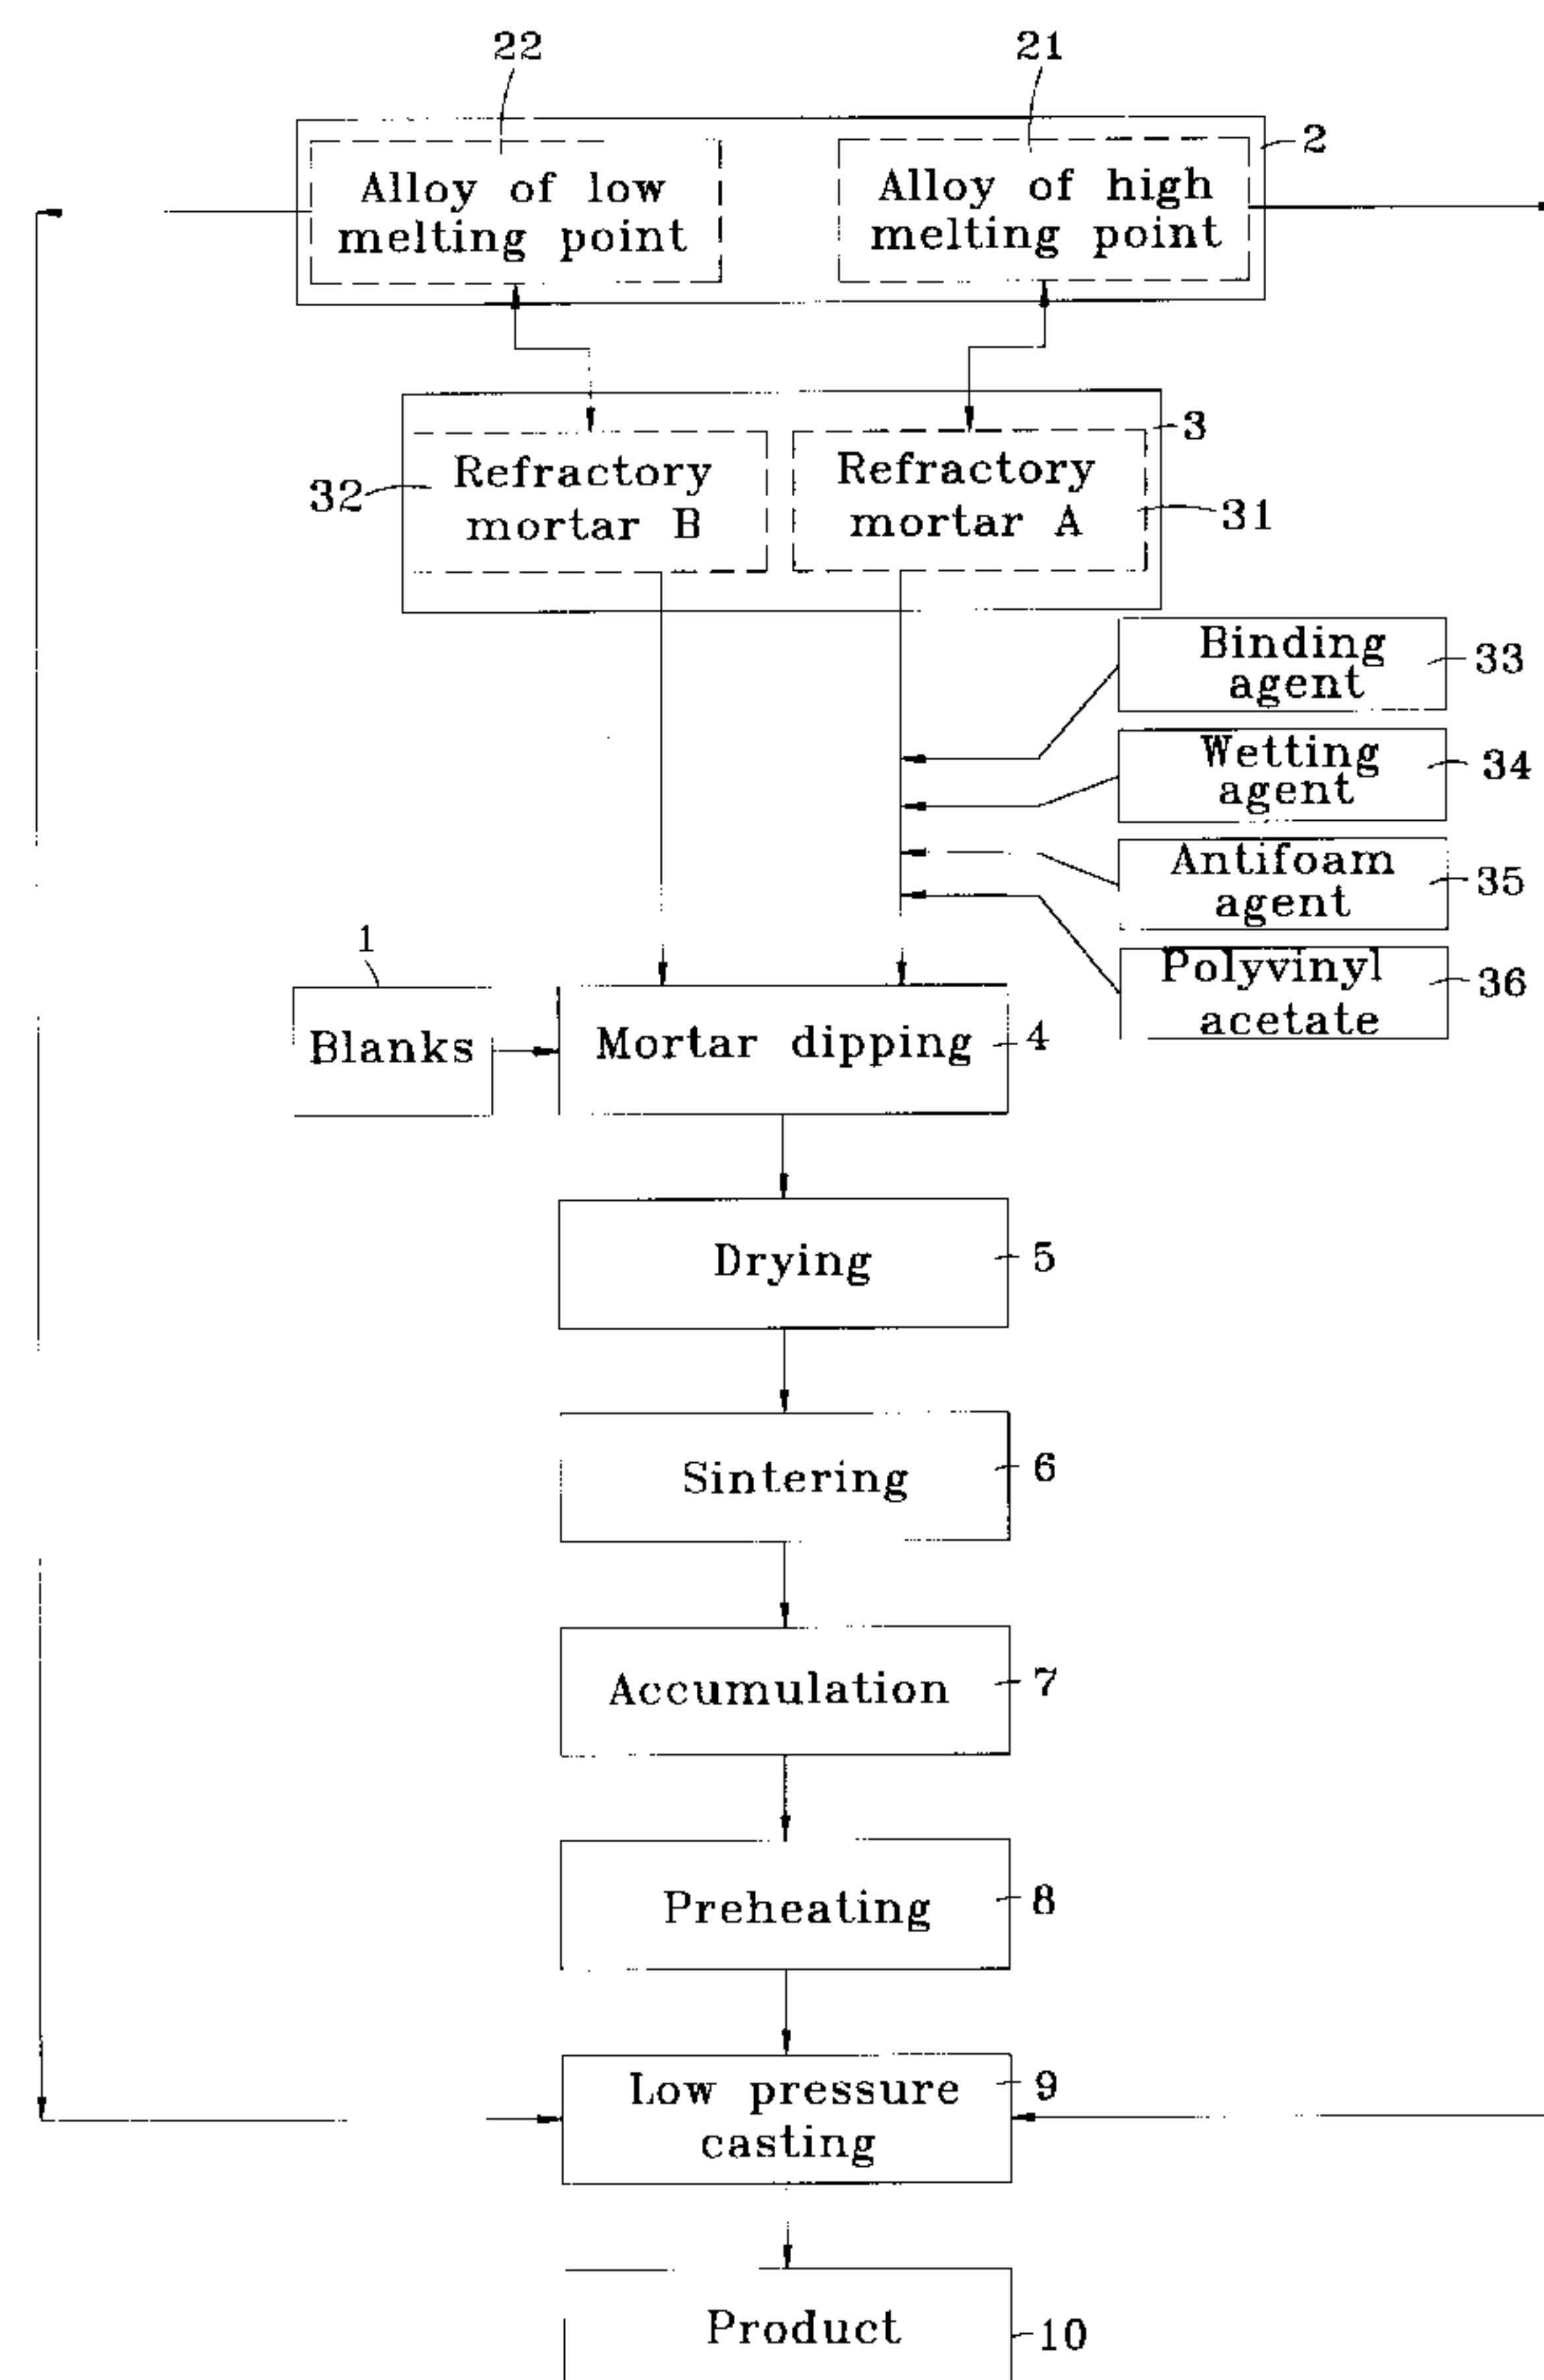 22
21
2
Alloy of low
melting point
Alloy of high
melting point
3
Refractory
mortar B
32
Refractory
mortar A
31
Binding
agent
33
Wetting
agent
34
Antifoam
agent
35
Polyvinyl
acetate
36
1
Blanks
Mortar dipping
4
Drying
5
Sintering
6
Accumulation
7
Preheating
8
Low pressure
casting
9
Product
10